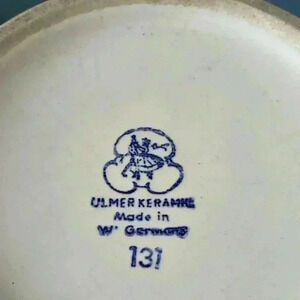 ULMER KERAMIK
Made in
W. Germany
131